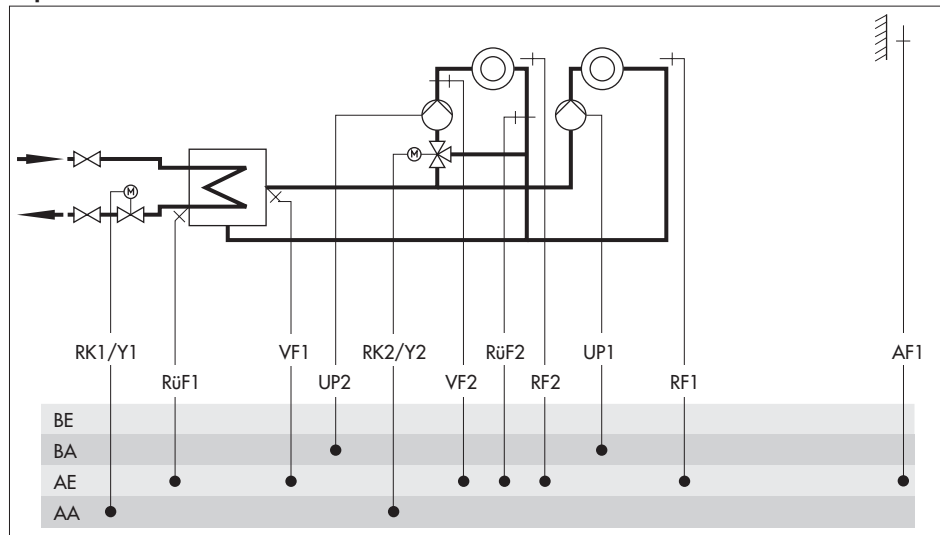 M
M
RK1/Y1 VF1 RK2/Y2 RüF2 UP1 AF1
RüF1 UP2 VF2 RF2 RF1
BE
BA
AE
AA